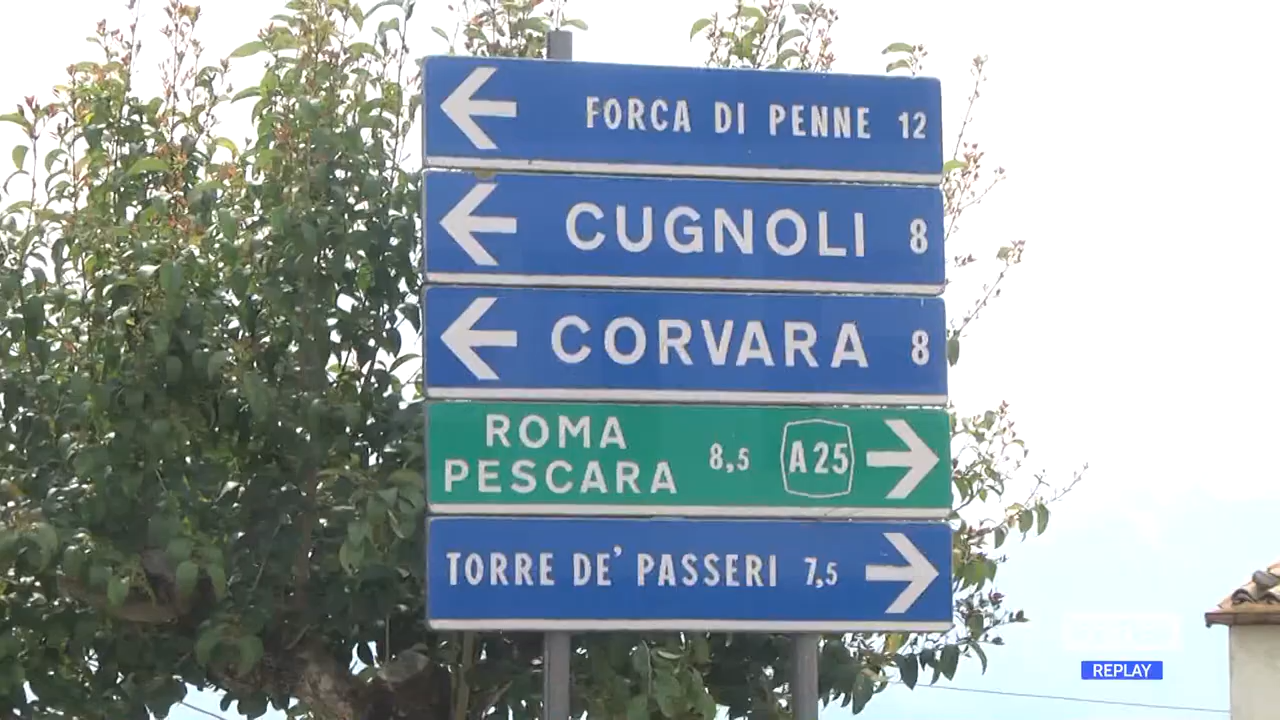 FORCA DI PENNE 12
CUGNOLI 8
CORVARA 8
ROMA
PESCARA 8,5 A25
TORRE DE' PASSERI 7,5
REPLAY